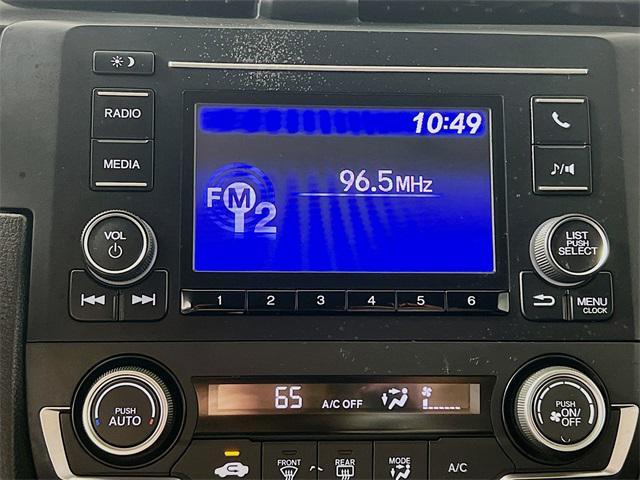 10:49
RADIO
MEDIA
96.5MHz
FM2
VOL
LIST
PUSH
SELECT
1 2 3 4 5 6
MENU
CLOCK
PUSH
AUTO
65 A/C OFF
PUSH
ON/
OFF
FRONT REAR MODE A/C